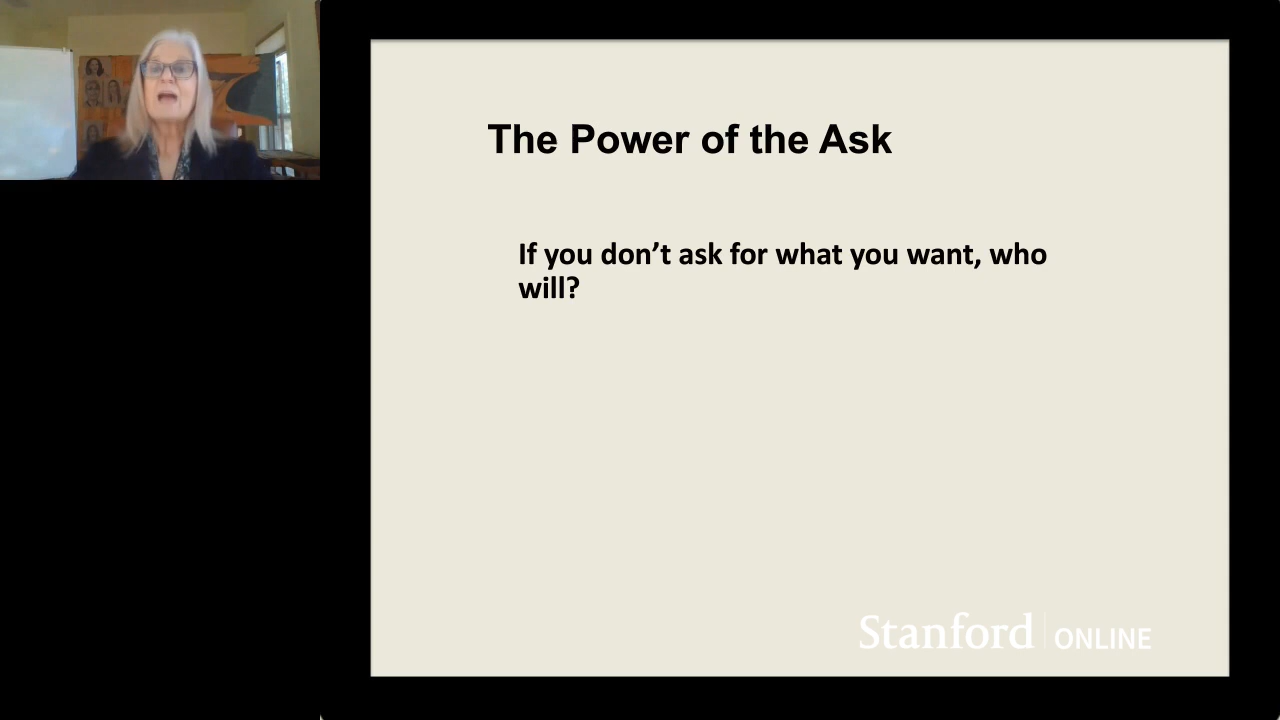 The Power of the Ask
If you don’t ask for what you want, who
will?
Stanford ONLINE